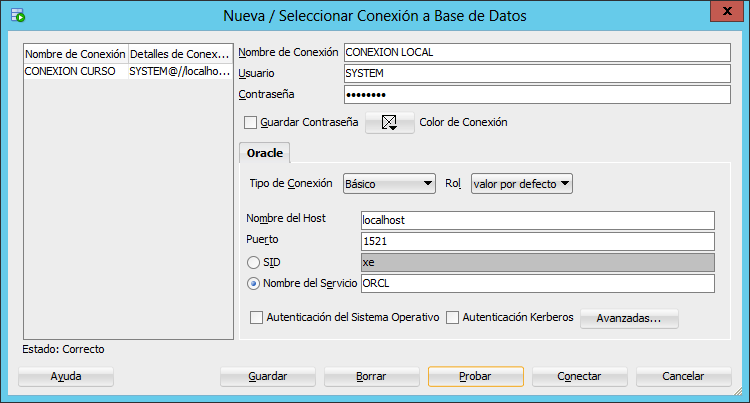 Nueva / Seleccionar Conexión a Base de Datos
x
Nombre de Conexión Detalles de Conex...
CONEXION CURSO SYSTEM@//localho...
Nombre de Conexión CONEXION LOCAL
Usuario SYSTEM
Contraseña ••••••••
Guardar Contraseña Color de Conexión
Oracle
Tipo de Conexión Básico Rol valor por defecto
Nombre del Host localhost
Puerto 1521
SID xe
Nombre del Servicio ORCL
Autenticación del Sistema Operativo Autenticación Kerberos Avanzadas...
Estado: Correcto
Ayuda Guardar Borrar Probar Conectar Cancelar